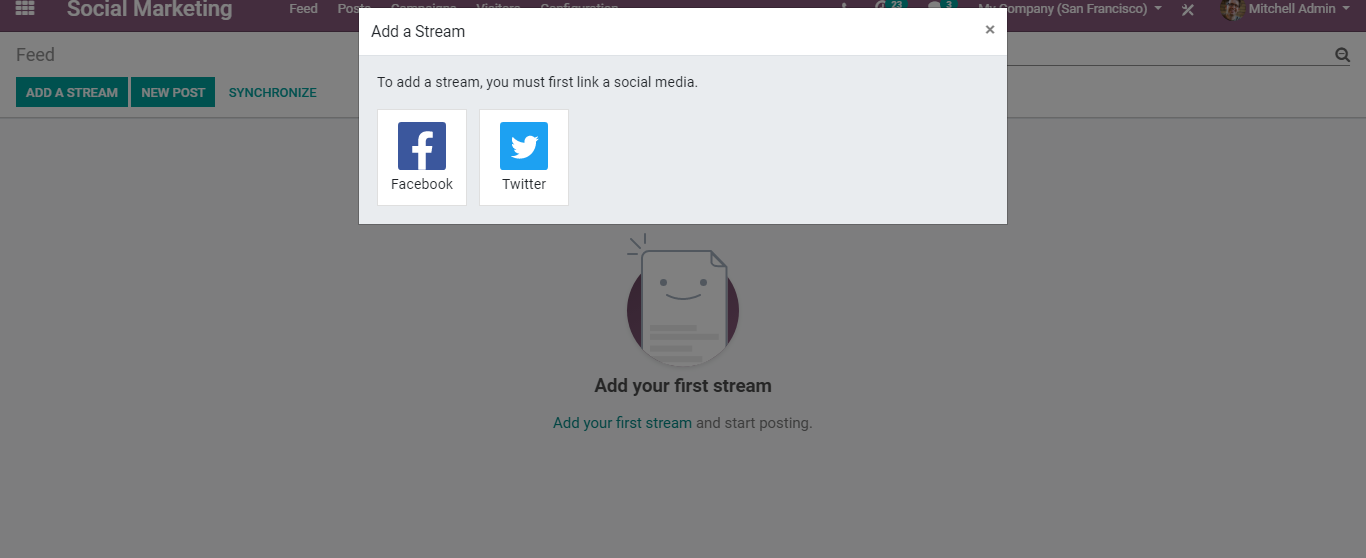 Social Marketing
Feed Posts Campaigns Visitors Configuration 23 3 My Company (San Francisco) Mitchell Admin
Add a Stream ×
Feed
ADD A STREAM NEW POST SYNCHRONIZE
To add a stream, you must first link a social media.
Facebook Twitter
Add your first stream
Add your first stream and start posting.